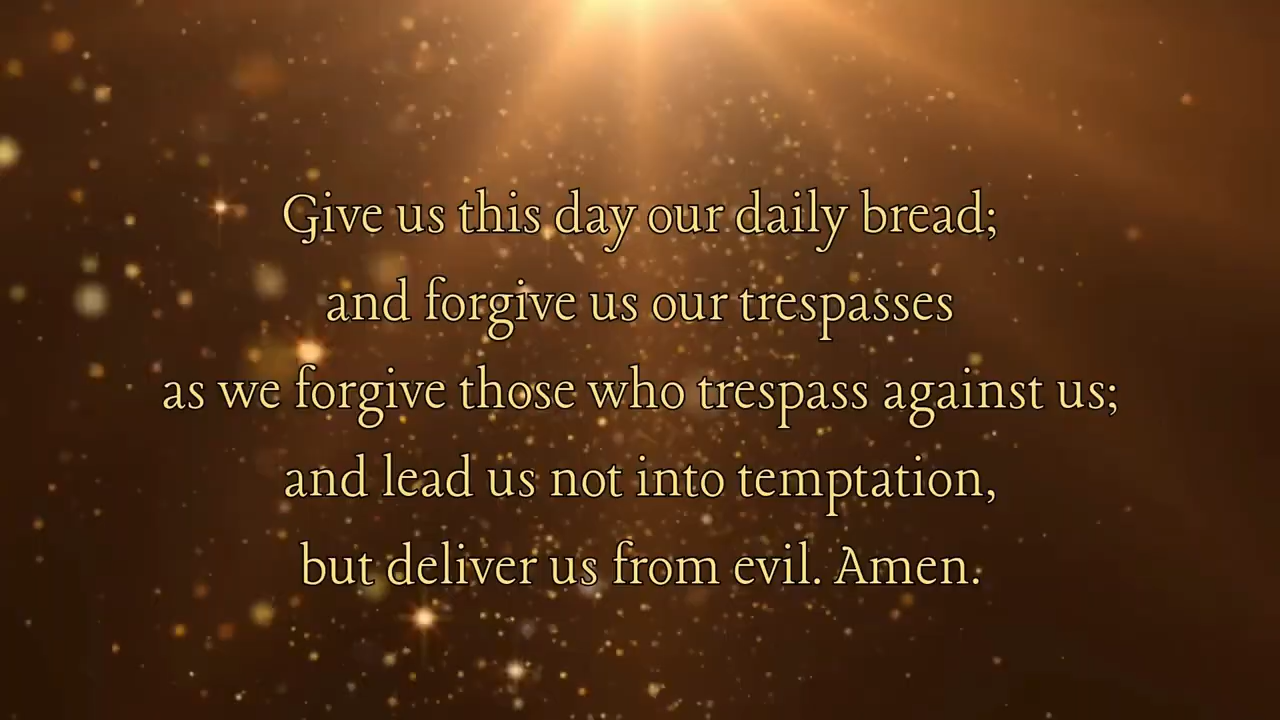 Give us this day our daily bread;
and forgive us our trespasses
as we forgive those who trespass against us;
and lead us not into temptation,
but deliver us from evil. Amen.